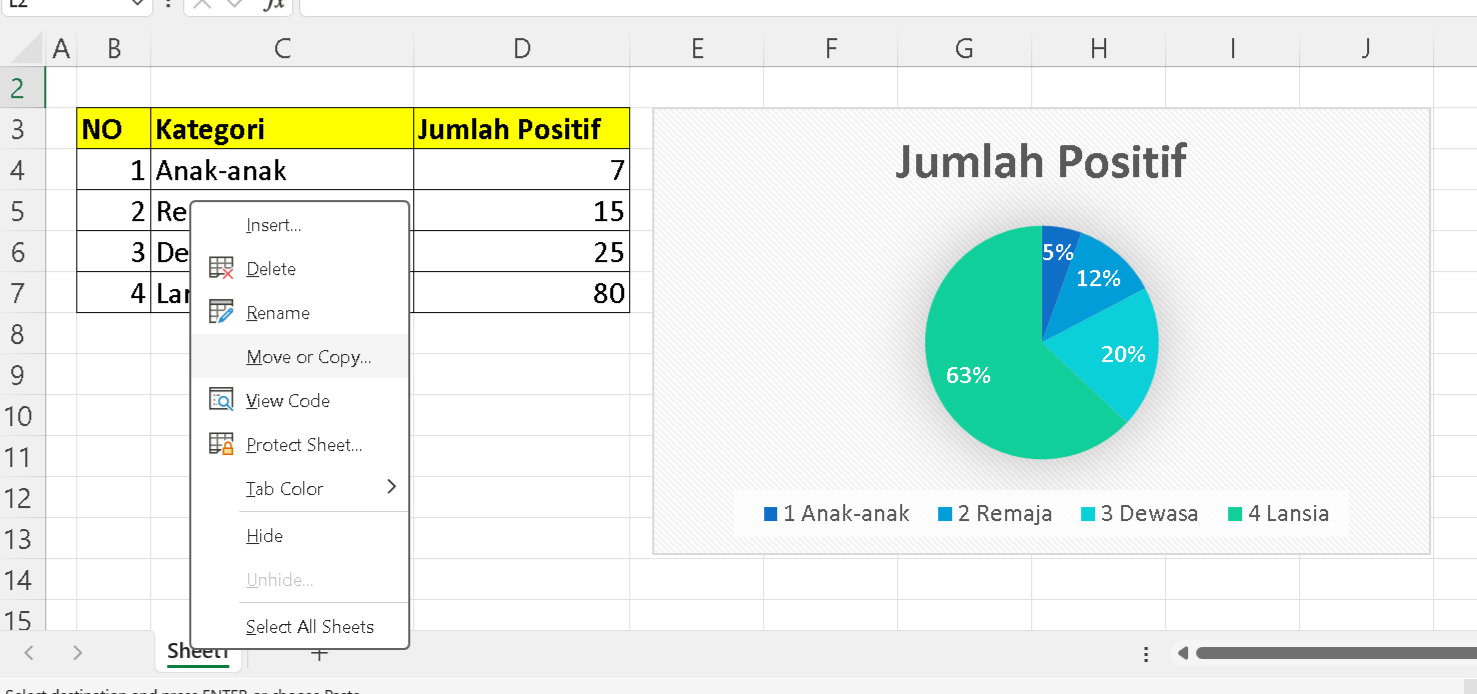 L2
fx
A B C D E F G H I J
2
3 NO Kategori Jumlah Positif
4 1 Anak-anak 7
5 2 Re 15
6 3 De 25
7 4 Lan 80
8
9
10
11
12
13
14
15
Insert...
Delete
Rename
Move or Copy...
View Code
Protect Sheet...
Tab Color
Hide
Unhide...
Select All Sheets
Jumlah Positif
5%
12%
20%
63%
1 Anak-anak 2 Remaja 3 Dewasa 4 Lansia
Sheet1
Select destination and press ENTER or choose Paste